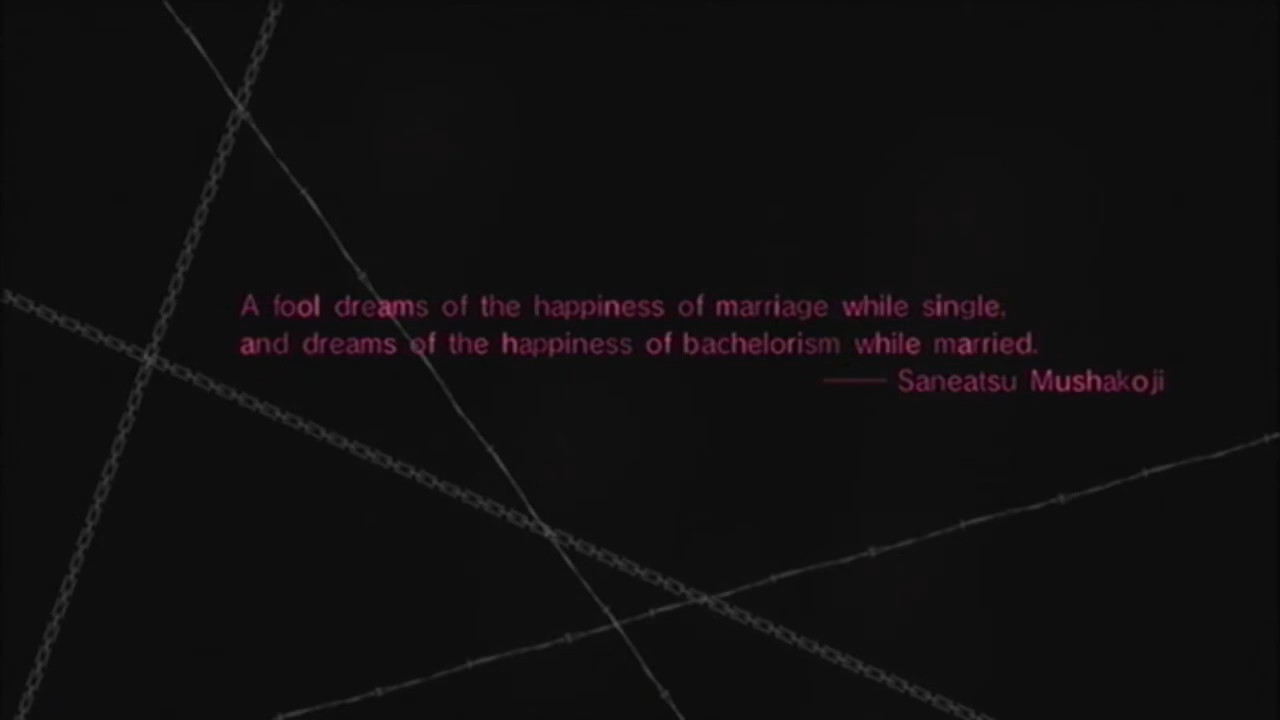 A fool dreams of the happiness of marriage while single,
and dreams of the happiness of bachelorism while married.
—— Saneatsu Mushakoji